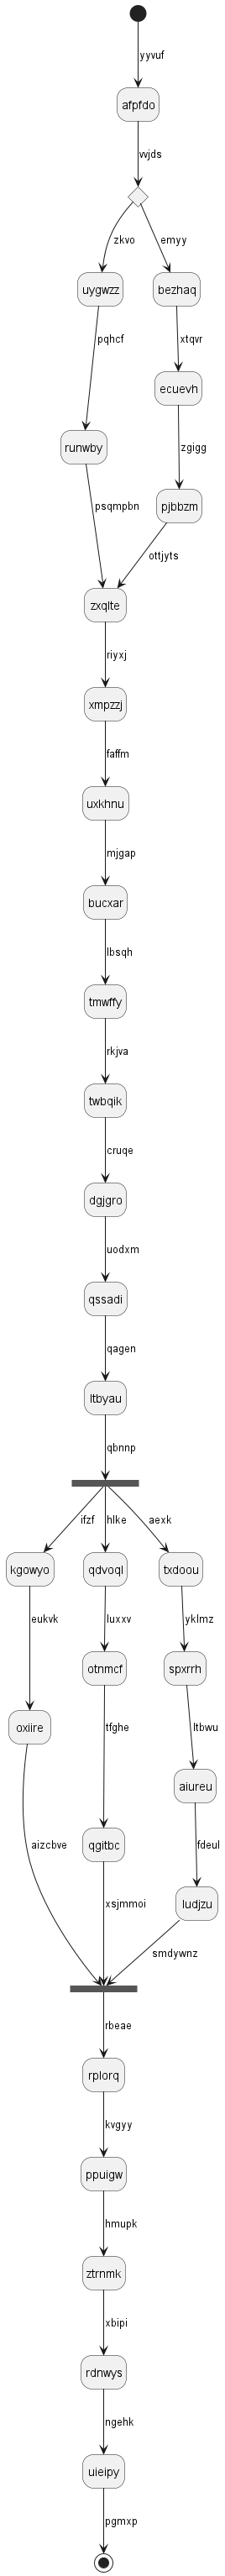 yyvuf
afpfdo
vvjds
zkvo
emyy
uygwzz
bezhaq
xtqvr
pqhcf
ecuevh
runwby
zgigg
psqmpbn
pjbbzm
ottjyts
zxqlte
riyxj
xmpzzj
faffm
uxkhnu
mjgap
bucxar
lbsqh
tmwffy
rkjva
twbqik
cruqe
dgjgro
uodxm
qssadi
qagen
ltbyau
qbnnp
ifzf
hlke
aexk
kgowyo
qdvoql
txdoou
eukvk
luxxv
yklmz
otnmcf
spxrrh
oxiire
tfghe
ltbwu
aiureu
aizcbve
qgitbc
fdeul
xsjmmoi
ludjzu
smdywnz
rbeae
rplorq
kvgyy
ppuigw
hmupk
ztrnmk
xbipi
rdnwys
ngehk
uieipy
pgmxp